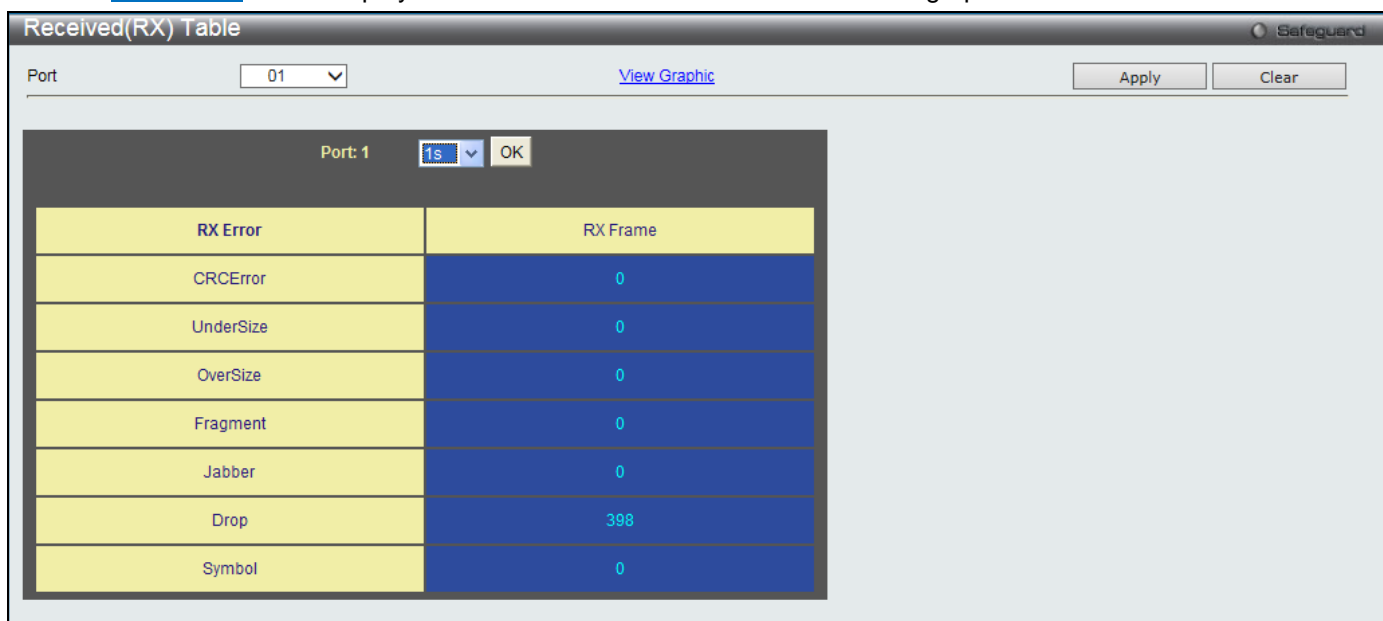 Received(RX) Table
Safeguard
Port 01 View Graphic Apply Clear
Port: 1 1s OK
RX Error RX Frame
CRCError 0
UnderSize 0
OverSize 0
Fragment 0
Jabber 0
Drop 398
Symbol 0